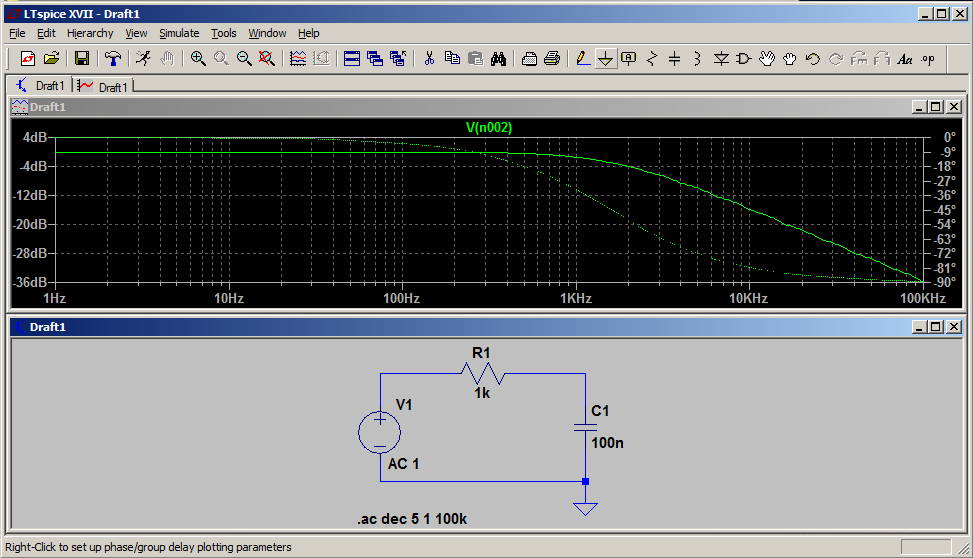 LTspice XVII - Draft1
File Edit Hierarchy View Simulate Tools Window Help
A Aa .op
Draft1 Draft1
Draft1
V(n002)
4dB 0°
-9°
-4dB -18°
-27°
-12dB -36°
-45°
-20dB -54°
-63°
-28dB -72°
-81°
-36dB -90°
1Hz 10Hz 100Hz 1KHz 10KHz 100KHz
Draft1
R1
1k
V1
C1
100n
AC 1
.ac dec 5 1 100k
Right-Click to set up phase/group delay plotting parameters